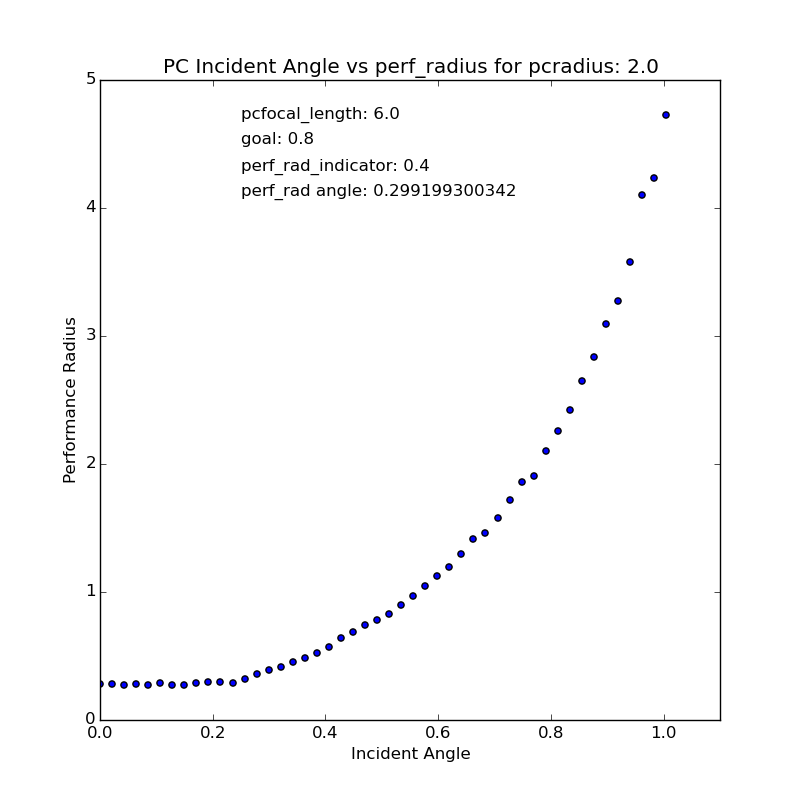 PC Incident Angle vs perf_radius for pcradius: 2.0
pcfocal_length: 6.0
goal: 0.8
perf_rad_indicator: 0.4
perf_rad angle: 0.299199300342
Performance Radius
5
4
3
2
1
0
0.0 0.2 0.4 0.6 0.8 1.0
Incident Angle